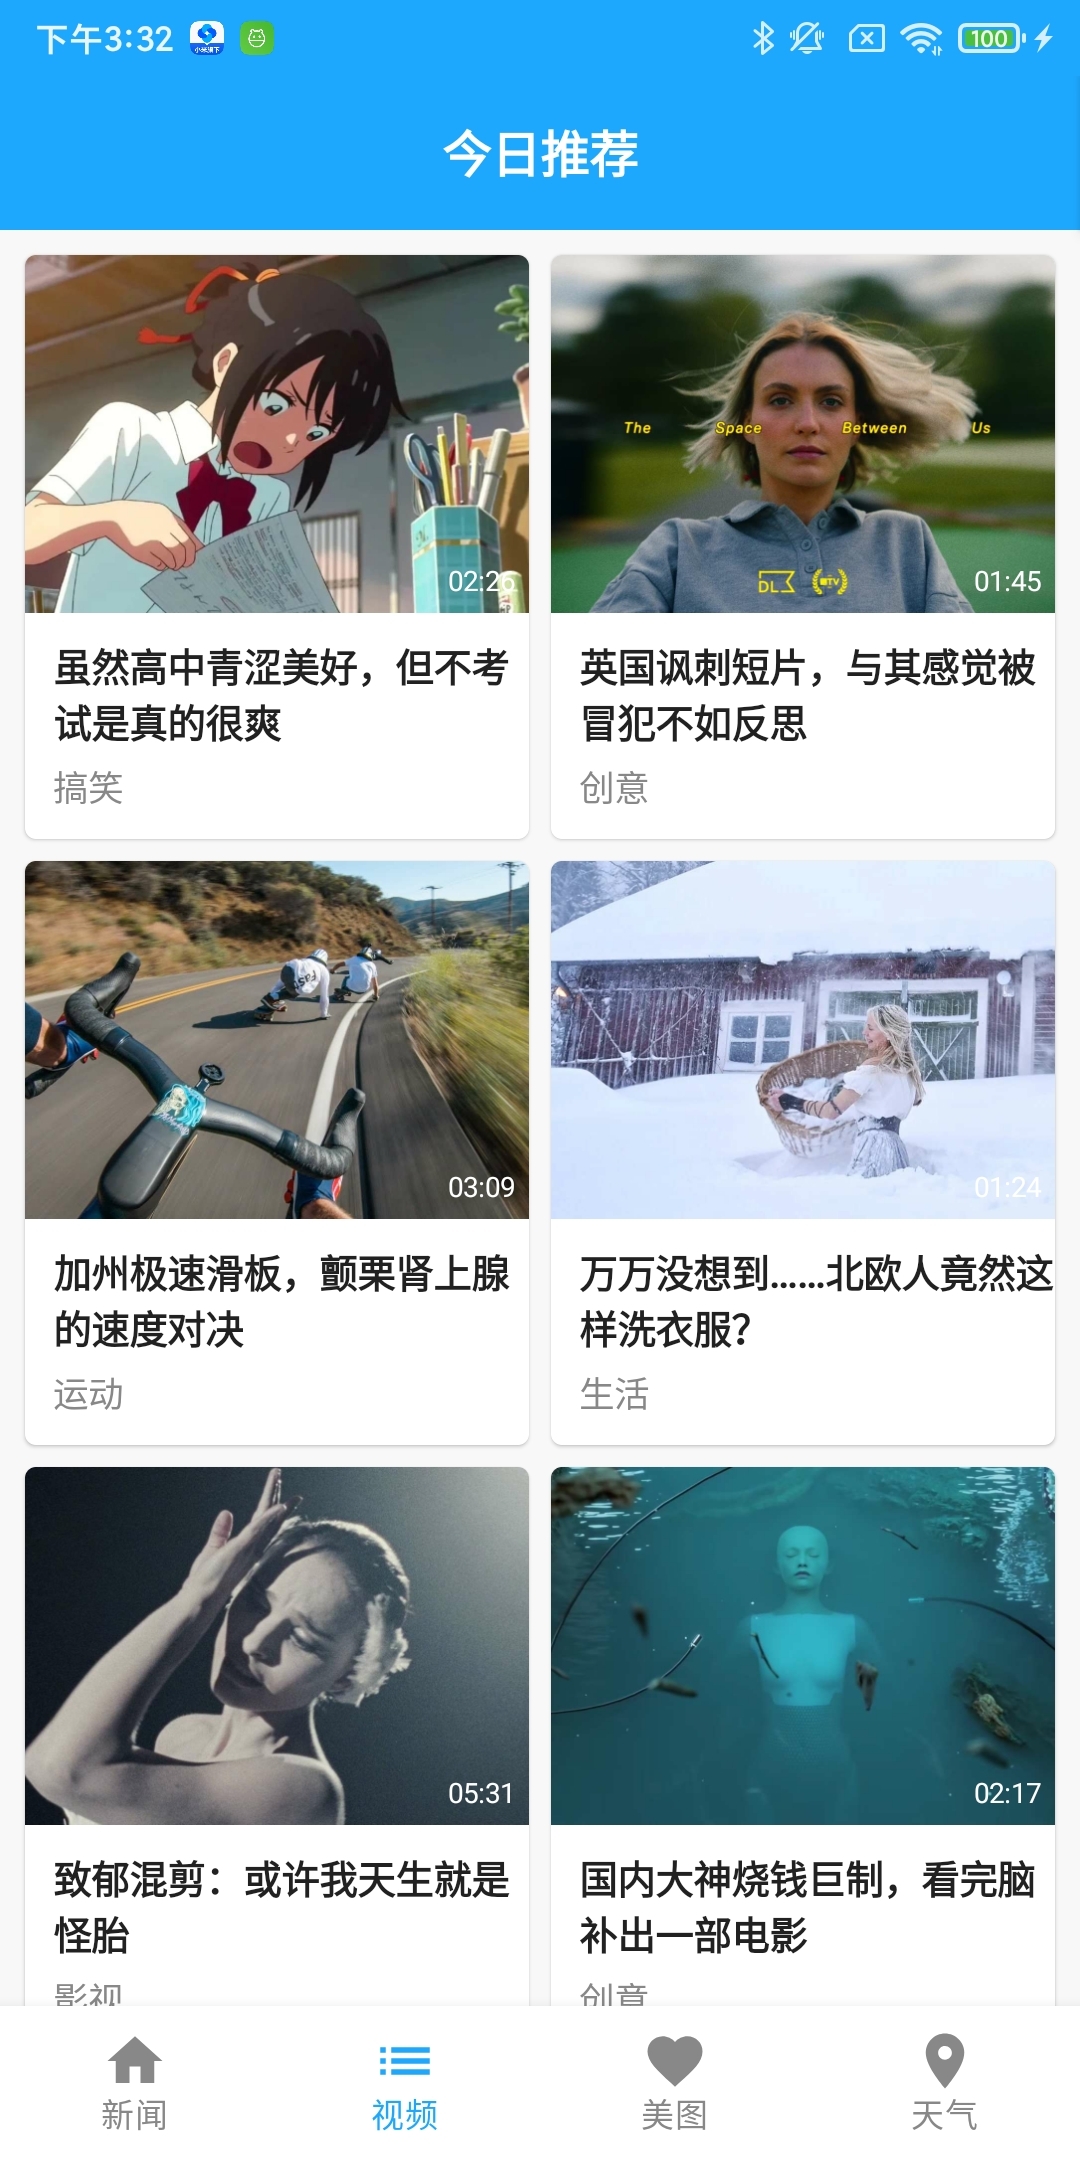 下午3:32
100
今日推荐
02:26
虽然高中青涩美好，但不考
试是真的很爽
搞笑
The Space Between Us
DL TV
01:45
英国讽刺短片，与其感觉被
冒犯不如反思
创意
03:09
加州极速滑板，颤栗肾上腺
的速度对决
运动
01:24
万万没想到......北欧人竟然这
样洗衣服？
生活
05:31
致郁混剪：或许我天生就是
怪胎
影视
02:17
国内大神烧钱巨制，看完脑
补出一部电影
创意
新闻
视频
美图
天气